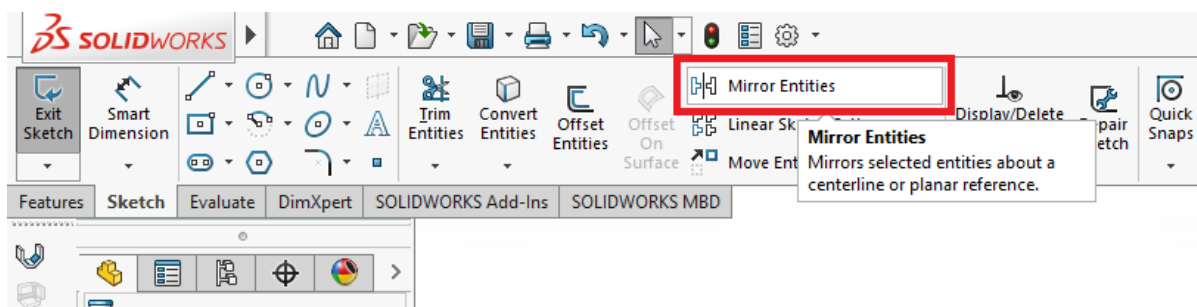 SOLIDWORKS
Mirror Entities
Exit Sketch
Smart Dimension
Trim Entities
Convert Entities
Offset Entities
Offset On Surface
Linear Sk
Move Ent
Display/Delete
Quick Snaps
Mirror Entities
Mirrors selected entities about a
centerline or planar reference.
Features Sketch Evaluate DimXpert SOLIDWORKS Add-Ins SOLIDWORKS MBD